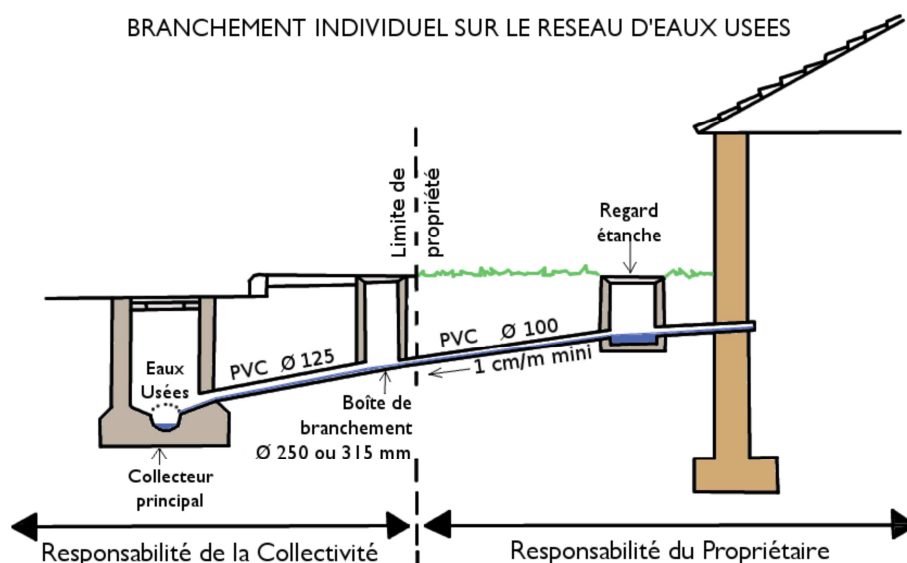 BRANCHEMENT INDIVIDUEL SUR LE RESEAU D'EAUX USEES
Limite de
propriété
Regard
étanche
PVC Ø 125
PVC Ø 100
1 cm/m mini
Eaux
Usées
Boîte de
branchement
Ø 250 ou 315 mm
Collecteur
principal
Responsabilité de la Collectivité
Responsabilité du Propriétaire